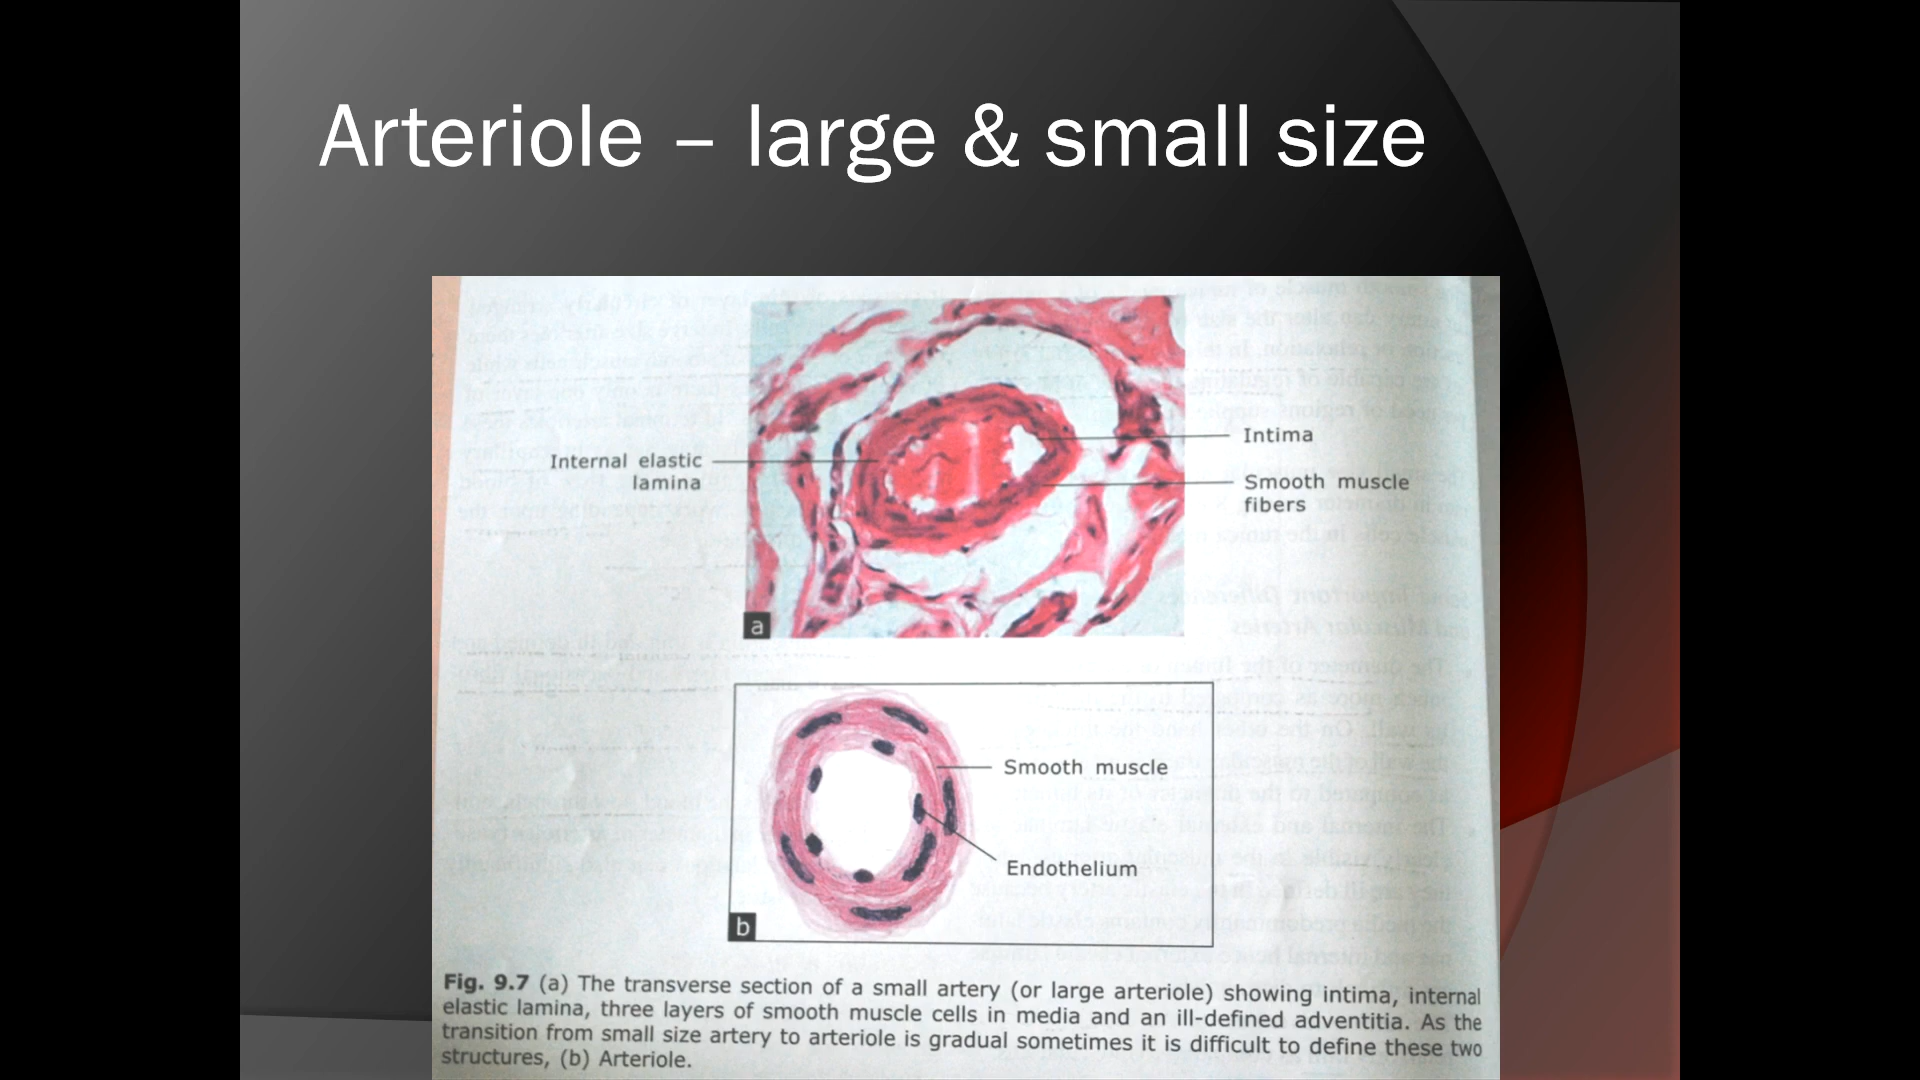 Arteriole – large & small size
Internal elastic
lamina
Intima
Smooth muscle
fibers
a
Smooth muscle
Endothelium
b
Fig. 9.7 (a) The transverse section of a small artery (or large arteriole) showing intima, internal
elastic lamina, three layers of smooth muscle cells in media and an ill-defined adventitia. As the
transition from small size artery to arteriole is gradual sometimes it is difficult to define these two
structures, (b) Arteriole.